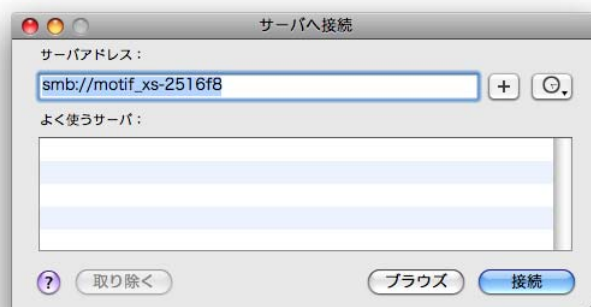 サーバへ接続
サーバアドレス：
smb://motif_xs-2516f8
+
よく使うサーバ：
? 取り除く ブラウズ 接続